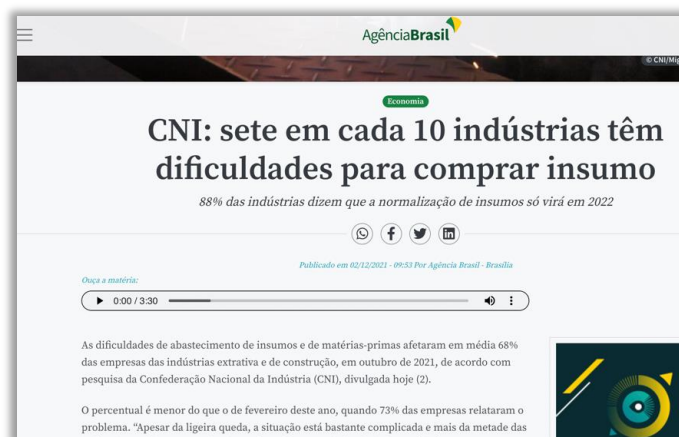 AgênciaBrasil
© CNI/Mig
Economia
CNI: sete em cada 10 indústrias têm
dificuldades para comprar insumo
88% das indústrias dizem que a normalização de insumos só virá em 2022
Publicado em 02/12/2021 - 09:53 Por Agência Brasil - Brasília
Ouça a matéria:
0:00 / 3:30
As dificuldades de abastecimento de insumos e de matérias-primas afetaram em média 68%
das empresas das indústrias extrativa e de construção, em outubro de 2021, de acordo com
pesquisa da Confederação Nacional da Indústria (CNI), divulgada hoje (2).
O percentual é menor do que o de fevereiro deste ano, quando 73% das empresas relataram o
problema. “Apesar da ligeira queda, a situação está bastante complicada e mais da metade das